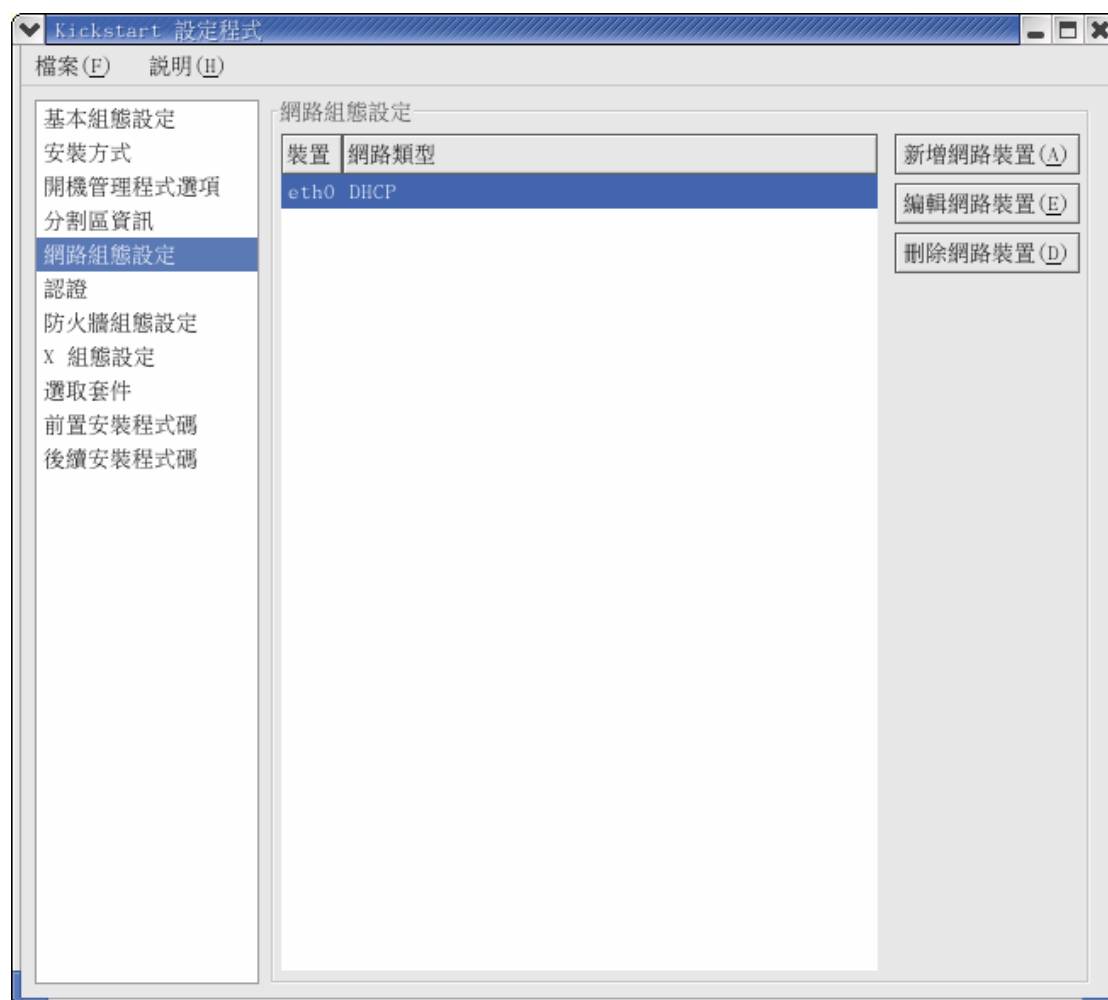 Kickstart 設定程式
檔案(F) 説明(H)
基本組態設定
安裝方式
開機管理程式選項
分割區資訊
網路組態設定
認證
防火牆組態設定
X 組態設定
選取套件
前置安裝程式碼
後續安裝程式碼
網路組態設定
裝置 網路類型
eth0 DHCP
新增網路裝置(A)
編輯網路裝置(E)
刪除網路裝置(D)